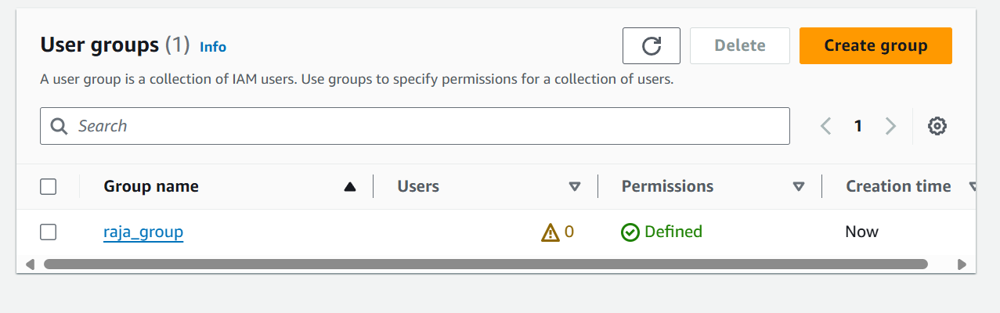 User groups (1) Info
Delete
Create group
A user group is a collection of IAM users. Use groups to specify permissions for a collection of users.
Search
1
Group name Users Permissions Creation time
raja_group 0 Defined Now